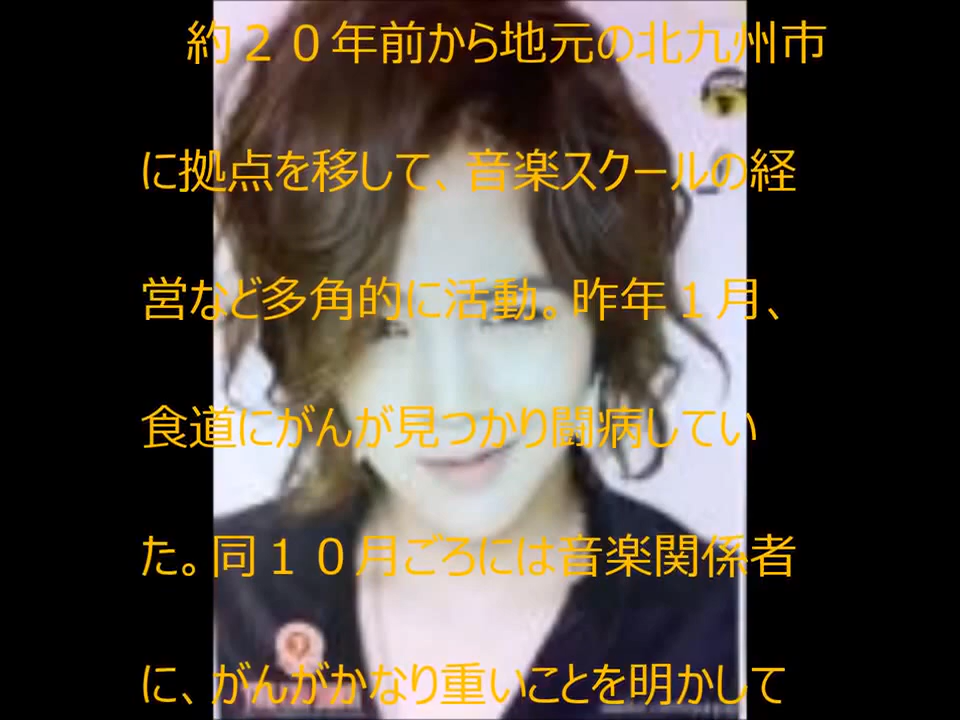 約２０年前から地元の北九州市
に拠点を移して、音楽スクールの経
営など多角的に活動。昨年１月、
食道にがんが見つかり闘病してい
た。同１０月ごろには音楽関係者
に、がんがかなり重いことを明かして